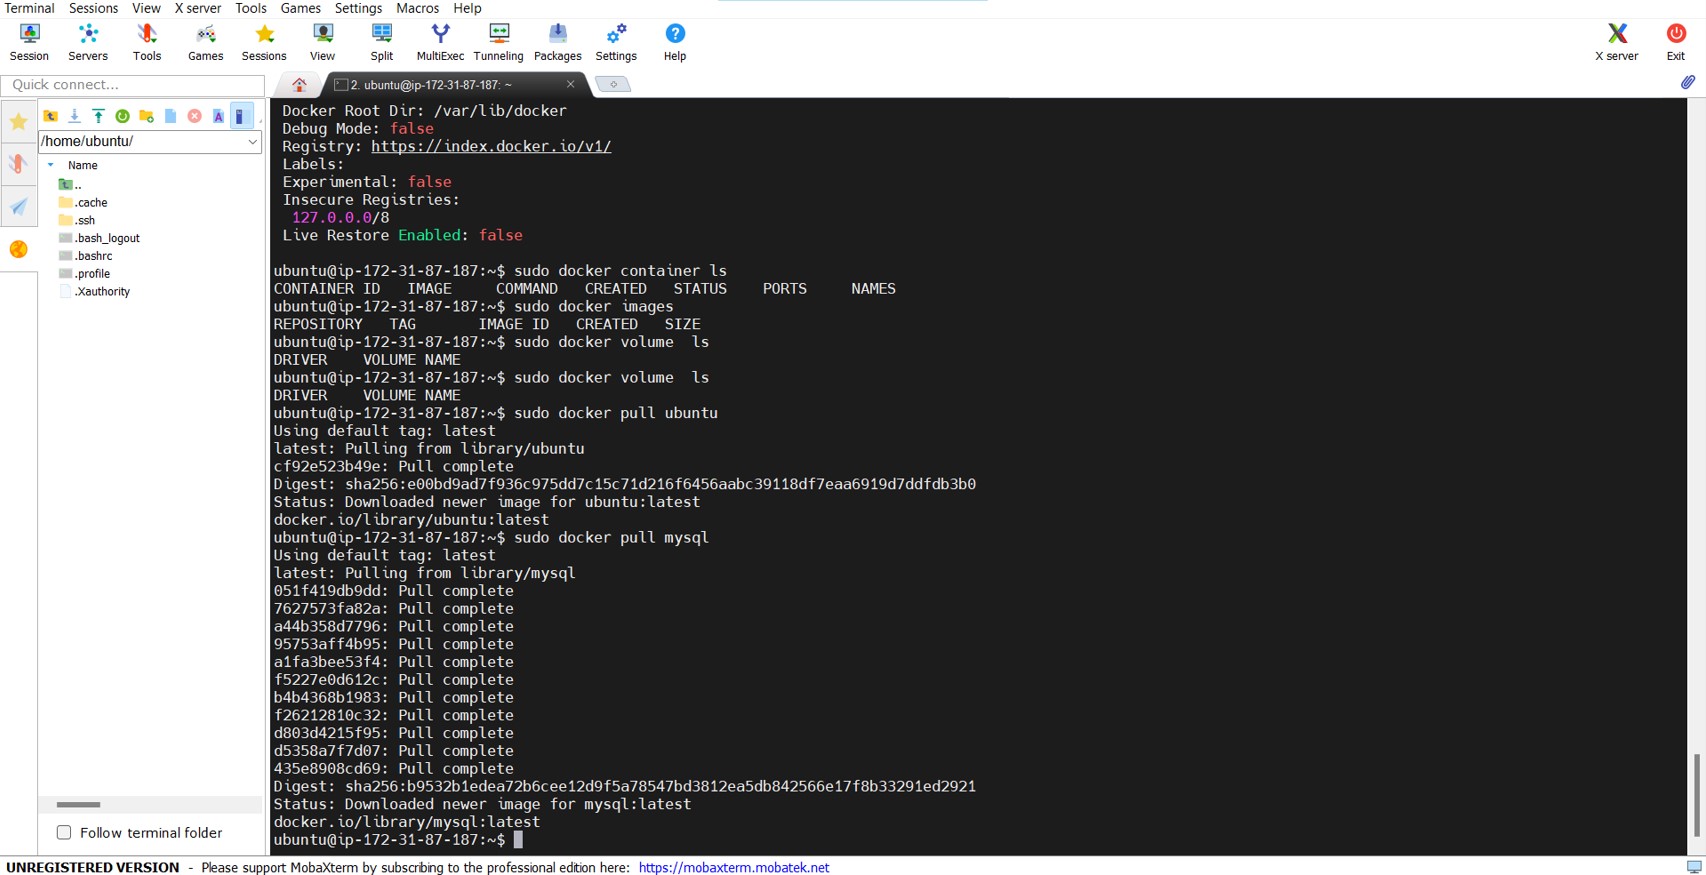 Terminal Sessions View X server Tools Games Settings Macros Help
Session Servers Tools Games Sessions View Split MultiExec Tunneling Packages Settings Help X server Exit
Quick connect...
2. ubuntu@ip-172-31-87-187: ~
/home/ubuntu/
Name
..
.cache
.ssh
.bash_logout
.bashrc
.profile
.Xauthority
Follow terminal folder
Docker Root Dir: /var/lib/docker
Debug Mode: false
Registry: https://index.docker.io/v1/
Labels:
Experimental: false
Insecure Registries:
127.0.0.0/8
Live Restore Enabled: false
ubuntu@ip-172-31-87-187:~$ sudo docker container ls
CONTAINER ID   IMAGE     COMMAND   CREATED   STATUS    PORTS     NAMES
ubuntu@ip-172-31-87-187:~$ sudo docker images
REPOSITORY   TAG       IMAGE ID   CREATED   SIZE
ubuntu@ip-172-31-87-187:~$ sudo docker volume  ls
DRIVER    VOLUME NAME
ubuntu@ip-172-31-87-187:~$ sudo docker volume  ls
DRIVER    VOLUME NAME
ubuntu@ip-172-31-87-187:~$ sudo docker pull ubuntu
Using default tag: latest
latest: Pulling from library/ubuntu
cf92e523b49e: Pull complete
Digest: sha256:e00bd9ad7f936c975dd7c15c71d216f6456aabc39118df7eaa6919d7ddfdb3b0
Status: Downloaded newer image for ubuntu:latest
docker.io/library/ubuntu:latest
ubuntu@ip-172-31-87-187:~$ sudo docker pull mysql
Using default tag: latest
latest: Pulling from library/mysql
051f419db9dd: Pull complete
7627573fa82a: Pull complete
a44b358d7796: Pull complete
95753aff4b95: Pull complete
a1fa3bee53f4: Pull complete
f5227e0d612c: Pull complete
b4b4368b1983: Pull complete
f26212810c32: Pull complete
d803d4215f95: Pull complete
d5358a7f7d07: Pull complete
435e8908cd69: Pull complete
Digest: sha256:b9532b1edea72b6cee12d9f5a78547bd3812ea5db842566e17f8b33291ed2921
Status: Downloaded newer image for mysql:latest
docker.io/library/mysql:latest
ubuntu@ip-172-31-87-187:~$
UNREGISTERED VERSION - Please support MobaXterm by subscribing to the professional edition here: https://mobaxterm.mobatek.net